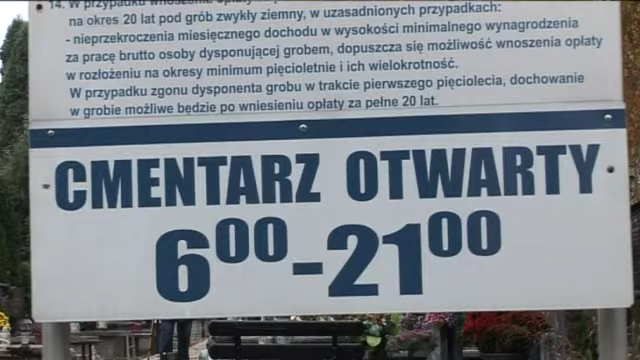 14. W przypadku wnoszenia opłaty
na okres 20 lat pod grób zwykły ziemny, w uzasadnionych przypadkach:
- nieprzekroczenia miesięcznego dochodu w wysokości minimalnego wynagrodzenia
za pracę brutto osoby dysponującej grobem, dopuszcza się możliwość wnoszenia opłaty
w rozłożeniu na okresy minimum pięcioletnie i ich wielokrotność.
W przypadku zgonu dysponenta grobu w trakcie pierwszego pięciolecia, dochowanie
w grobie możliwe będzie po wniesieniu opłaty za pełne 20 lat.
CMENTARZ OTWARTY
6⁰⁰-21⁰⁰